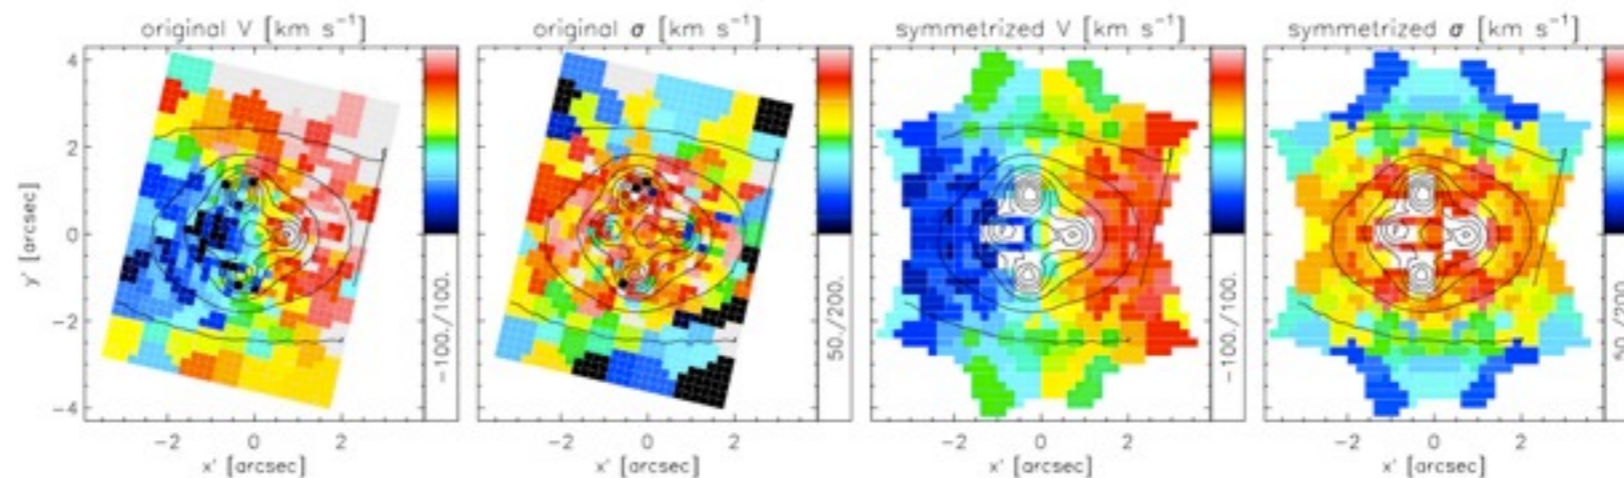 original V [km s⁻¹]
original σ [km s⁻¹]
symmetrized V [km s⁻¹]
symmetrized σ [km s⁻¹]
4
2
0
−2
−4
y' [arcsec]
−100./100.
50./200.
−100./100.
50./200.
−2 0 2
−2 0 2
−2 0 2
−2 0 2
x' [arcsec]
x' [arcsec]
x' [arcsec]
x' [arcsec]